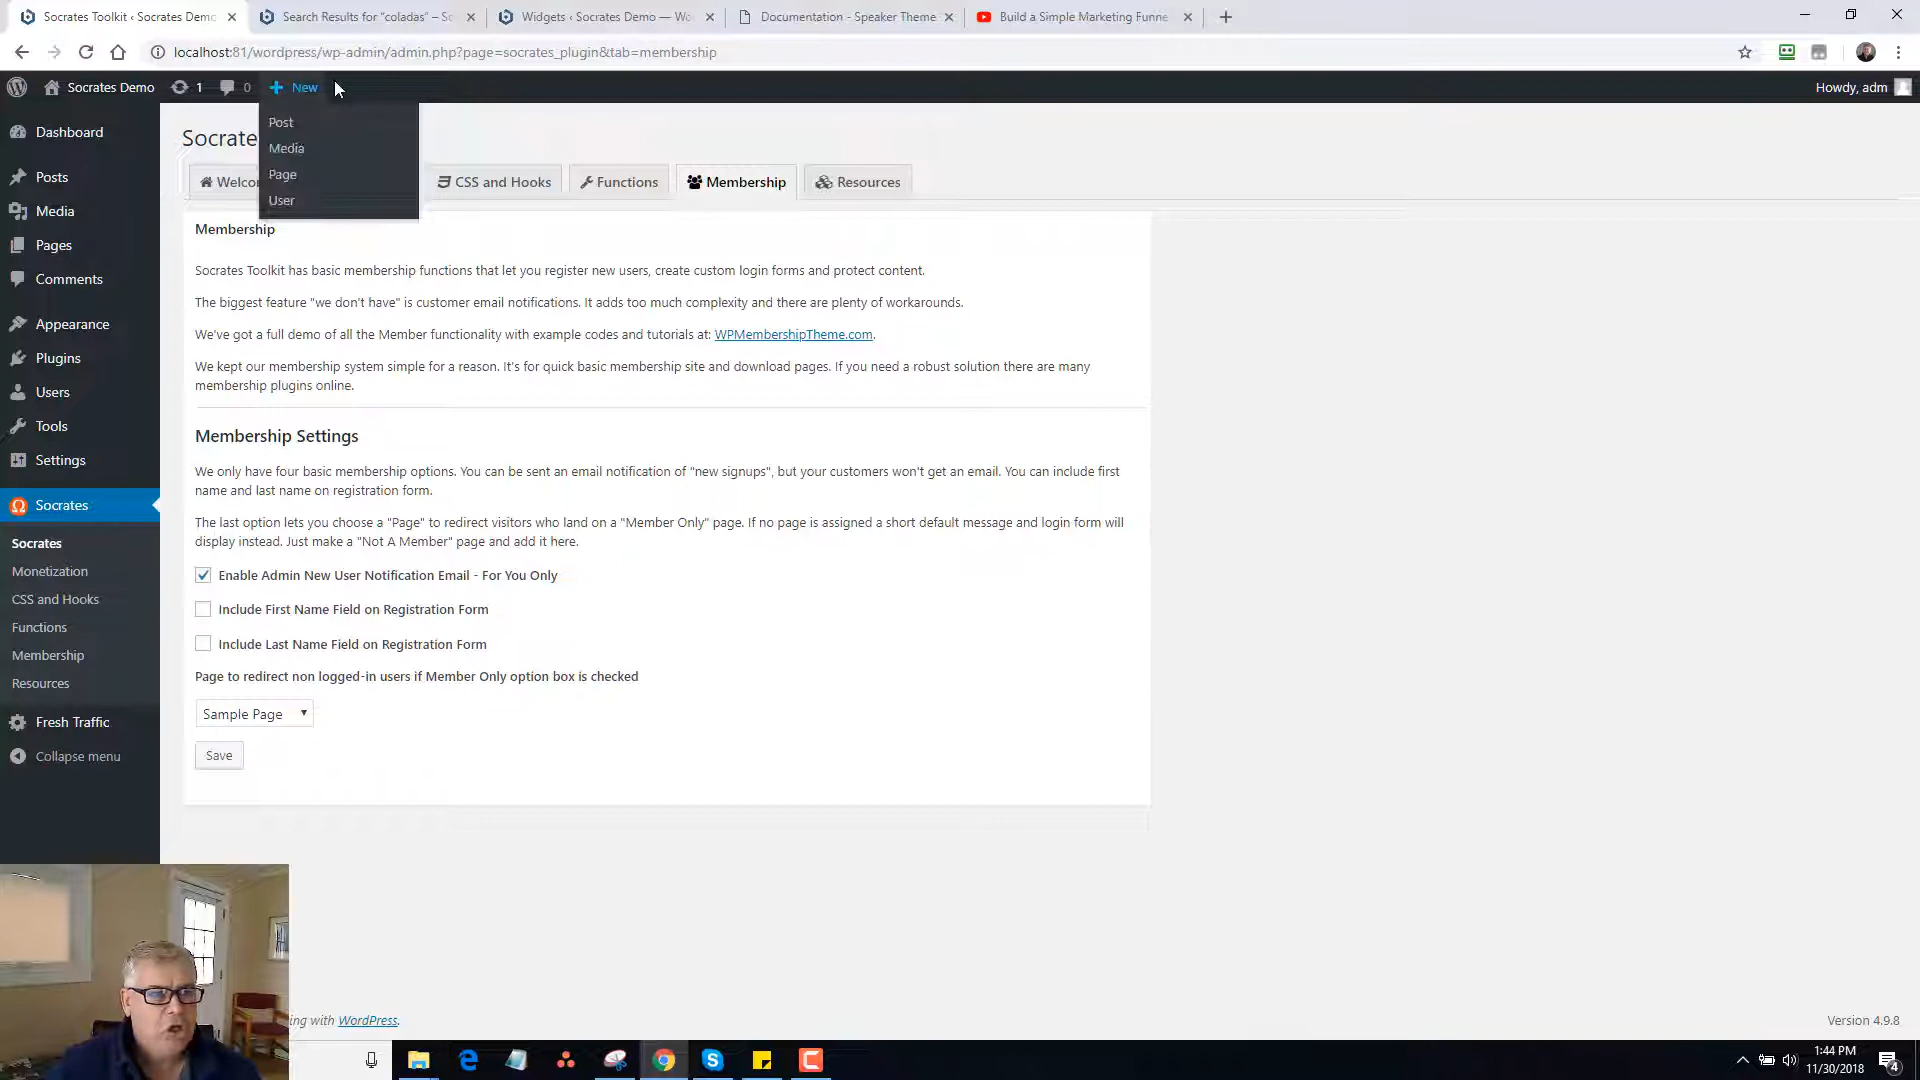 Socrates Toolkit ‹ Socrates Demo
Search Results for "coladas" – So
Widgets ‹ Socrates Demo — Wo
Documentation - Speaker Theme
Build a Simple Marketing Funne
localhost:81/wordpress/wp-admin/admin.php?page=socrates_plugin&tab=membership
Socrates Demo
1
0
New
Howdy, adm
Post
Media
Page
User
Dashboard
Posts
Media
Pages
Comments
Appearance
Plugins
Users
Tools
Settings
Socrates
Socrates
Monetization
CSS and Hooks
Functions
Membership
Resources
Fresh Traffic
Collapse menu
Socrate
Welco
CSS and Hooks
Functions
Membership
Resources
Membership
Socrates Toolkit has basic membership functions that let you register new users, create custom login forms and protect content.
The biggest feature "we don't have" is customer email notifications. It adds too much complexity and there are plenty of workarounds.
We've got a full demo of all the Member functionality with example codes and tutorials at: WPMembershipTheme.com.
We kept our membership system simple for a reason. It's for quick basic membership site and download pages. If you need a robust solution there are many
membership plugins online.
Membership Settings
We only have four basic membership options. You can be sent an email notification of "new signups", but your customers won't get an email. You can include first
name and last name on registration form.
The last option lets you choose a "Page" to redirect visitors who land on a "Member Only" page. If no page is assigned a short default message and login form will
display instead. Just make a "Not A Member" page and add it here.
Enable Admin New User Notification Email - For You Only
Include First Name Field on Registration Form
Include Last Name Field on Registration Form
Page to redirect non logged-in users if Member Only option box is checked
Sample Page
Save
ing with WordPress.
Version 4.9.8
1:44 PM
11/30/2018
4